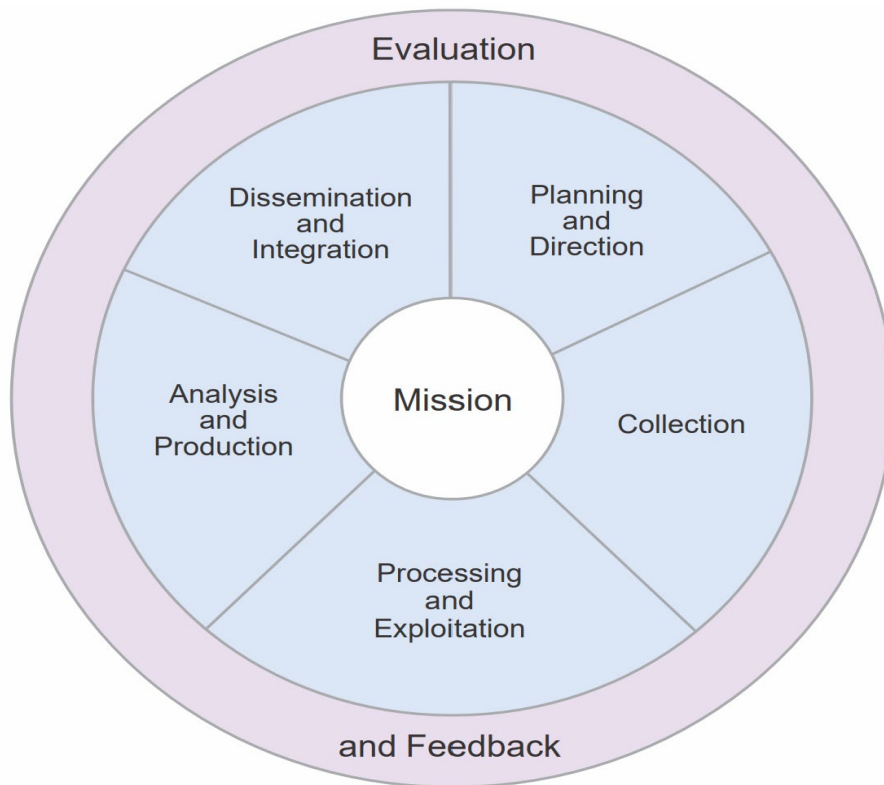 Evaluation
Dissemination
and
Integration
Planning
and
Direction
Analysis
and
Production
Mission
Collection
Processing
and
Exploitation
and Feedback